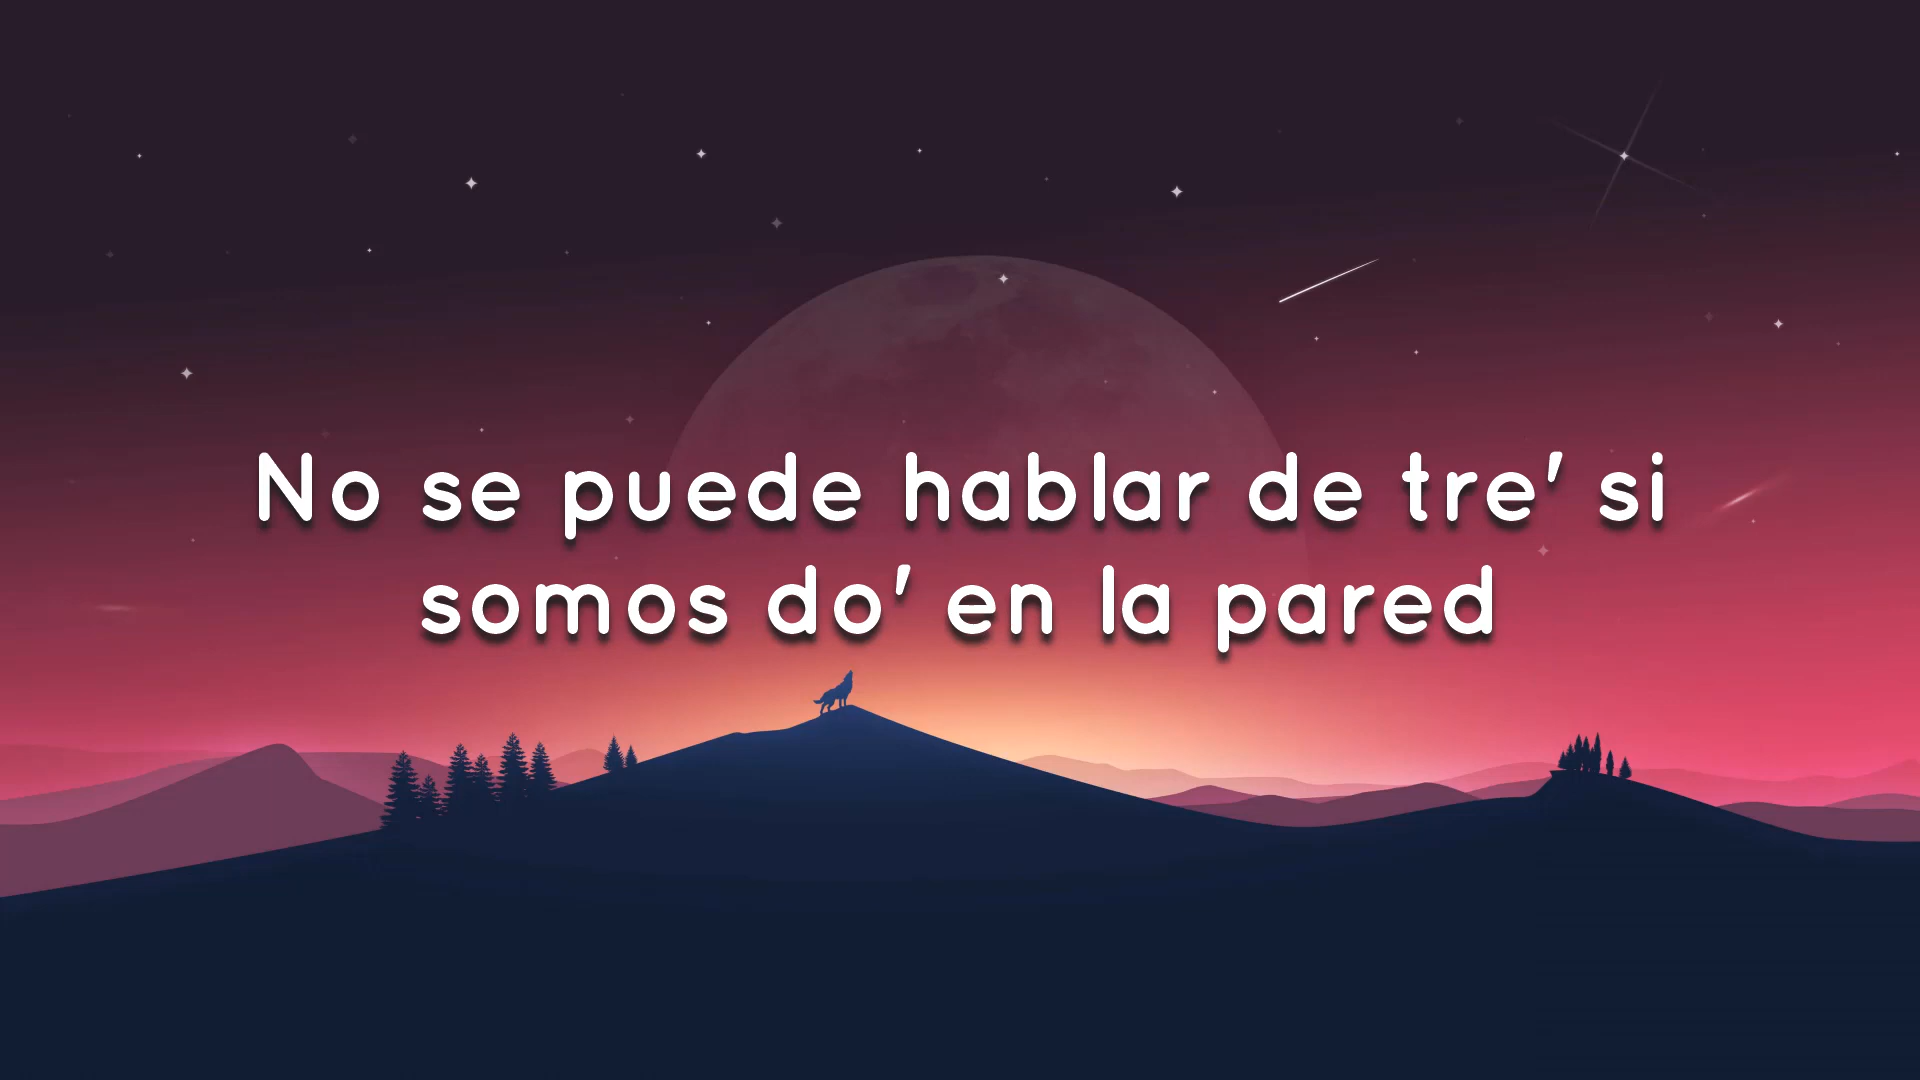 No se puede hablar de tre' si
somos do' en la pared